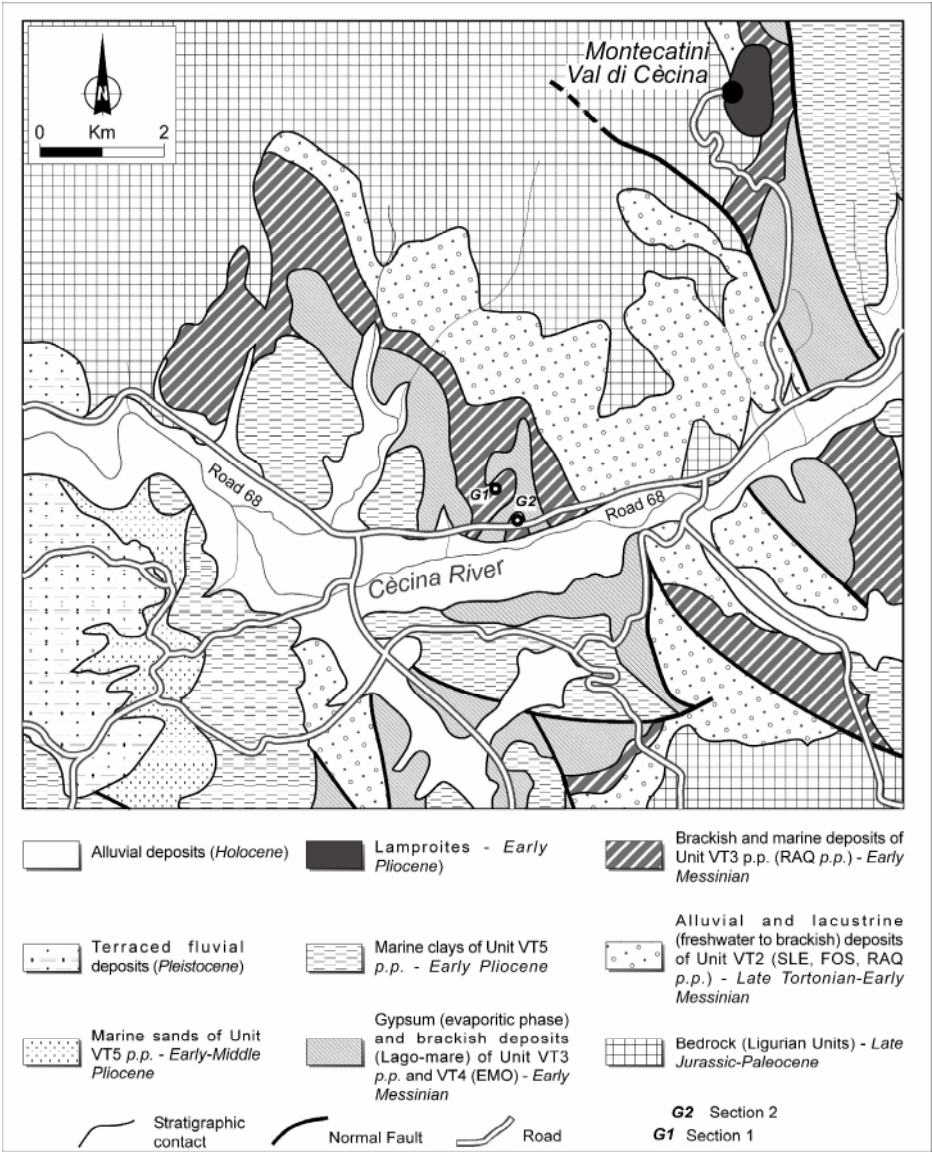 Montecatini
Val di Cècina
N
0 Km 2
Road 68
G1
G2
Road 68
Cècina River
Alluvial deposits (Holocene)
Lamproites - Early
Pliocene)
Brackish and marine deposits of
Unit VT3 p.p. (RAQ p.p.) - Early
Messinian
Terraced fluvial
deposits (Pleistocene)
Marine clays of Unit VT5
p.p. - Early Pliocene
Alluvial and lacustrine
(freshwater to brackish) deposits
of Unit VT2 (SLE, FOS, RAQ
p.p.) - Late Tortonian-Early
Messinian
Marine sands of Unit
VT5 p.p. - Early-Middle
Pliocene
Gypsum (evaporitic phase)
and brackish deposits
(Lago-mare) of Unit VT3
p.p. and VT4 (EMO) - Early
Messinian
Bedrock (Ligurian Units) - Late
Jurassic-Paleocene
Stratigraphic
contact
Normal Fault
Road
G2 Section 2
G1 Section 1